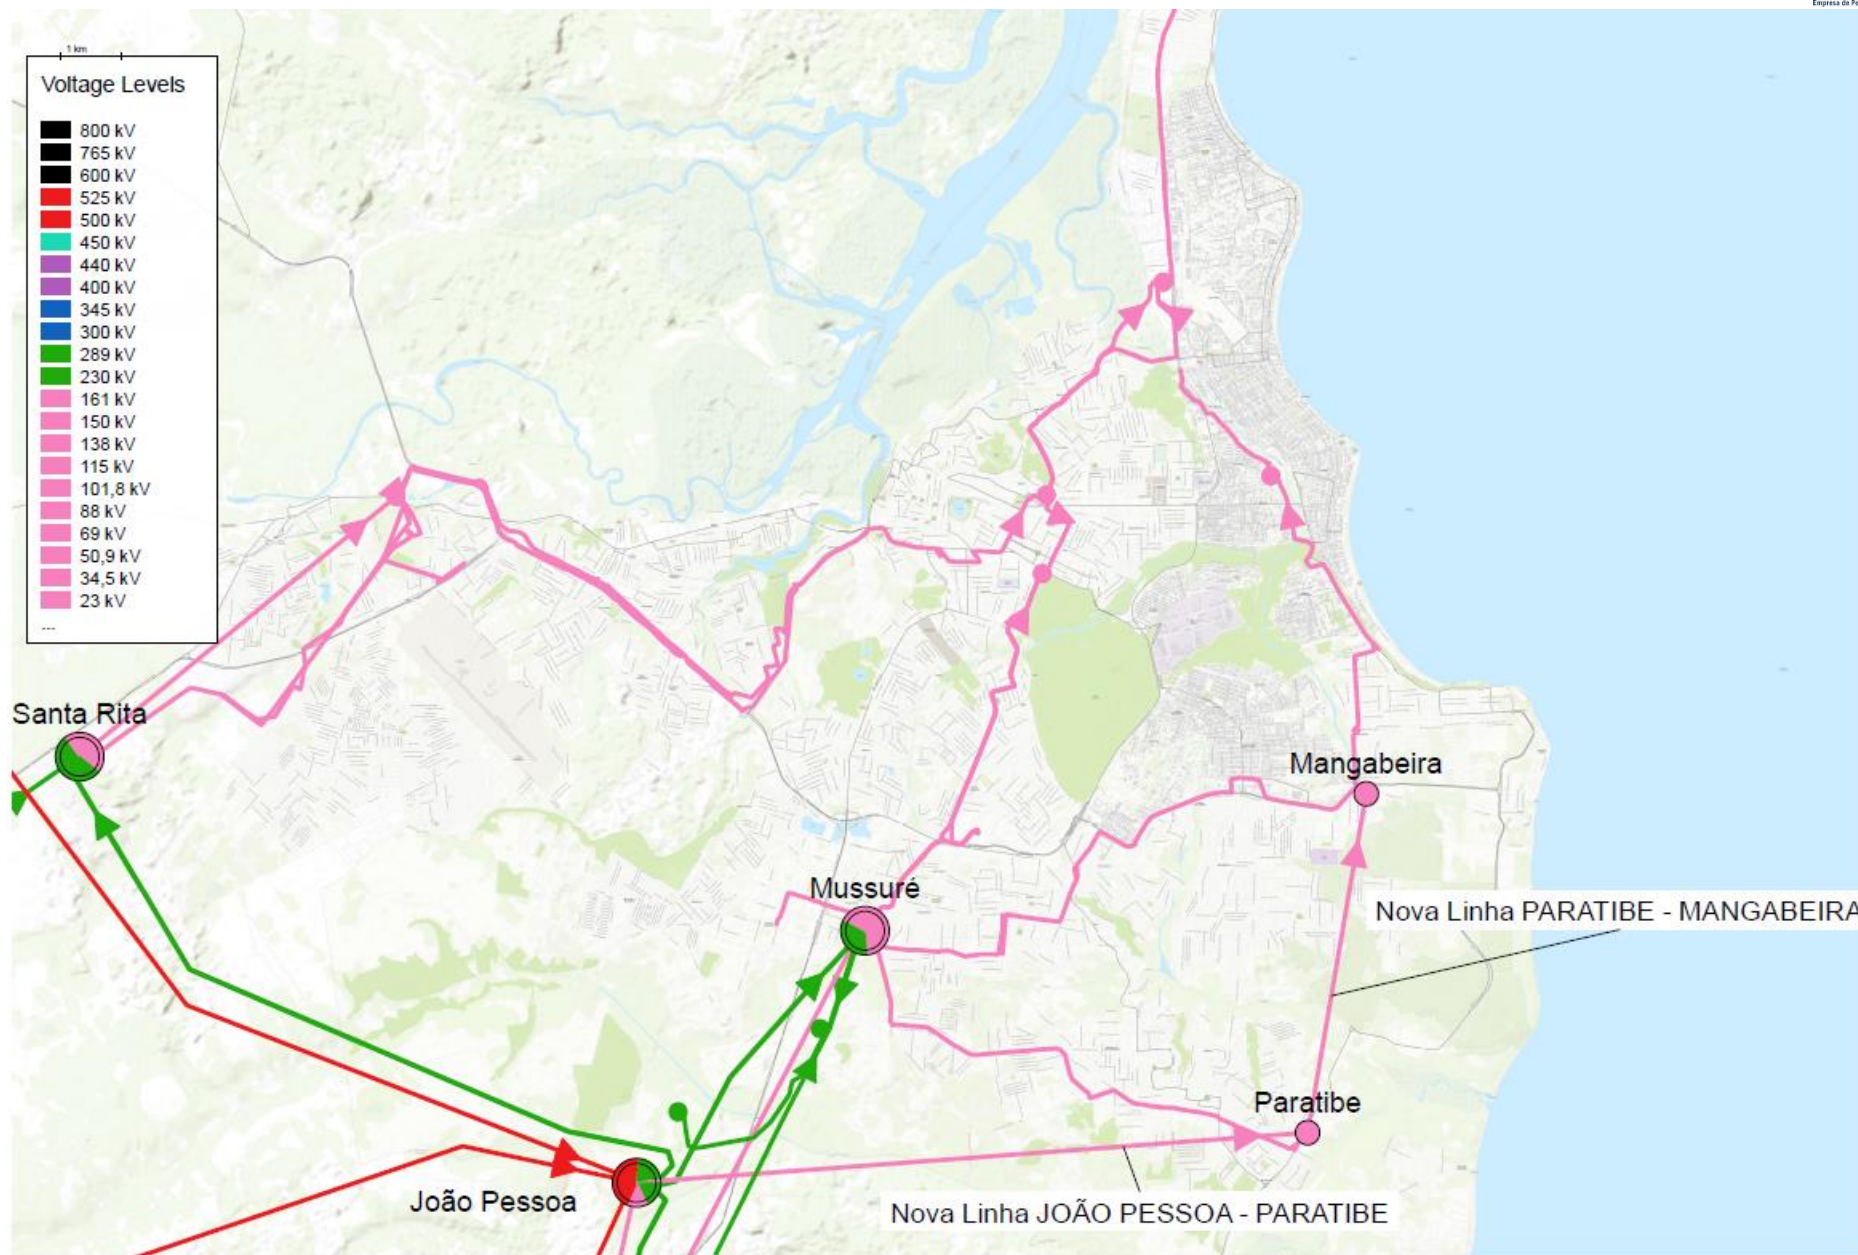 Empresa de Pe
1 km
Voltage Levels
800 kV
765 kV
600 kV
525 kV
500 kV
450 kV
440 kV
400 kV
345 kV
300 kV
289 kV
230 kV
161 kV
150 kV
138 kV
115 kV
101,8 kV
88 kV
69 kV
50,9 kV
34,5 kV
23 kV
---
Santa Rita
Mangabeira
Mussuré
Nova Linha PARATIBE - MANGABEIRA
Paratibe
João Pessoa
Nova Linha JOÃO PESSOA - PARATIBE